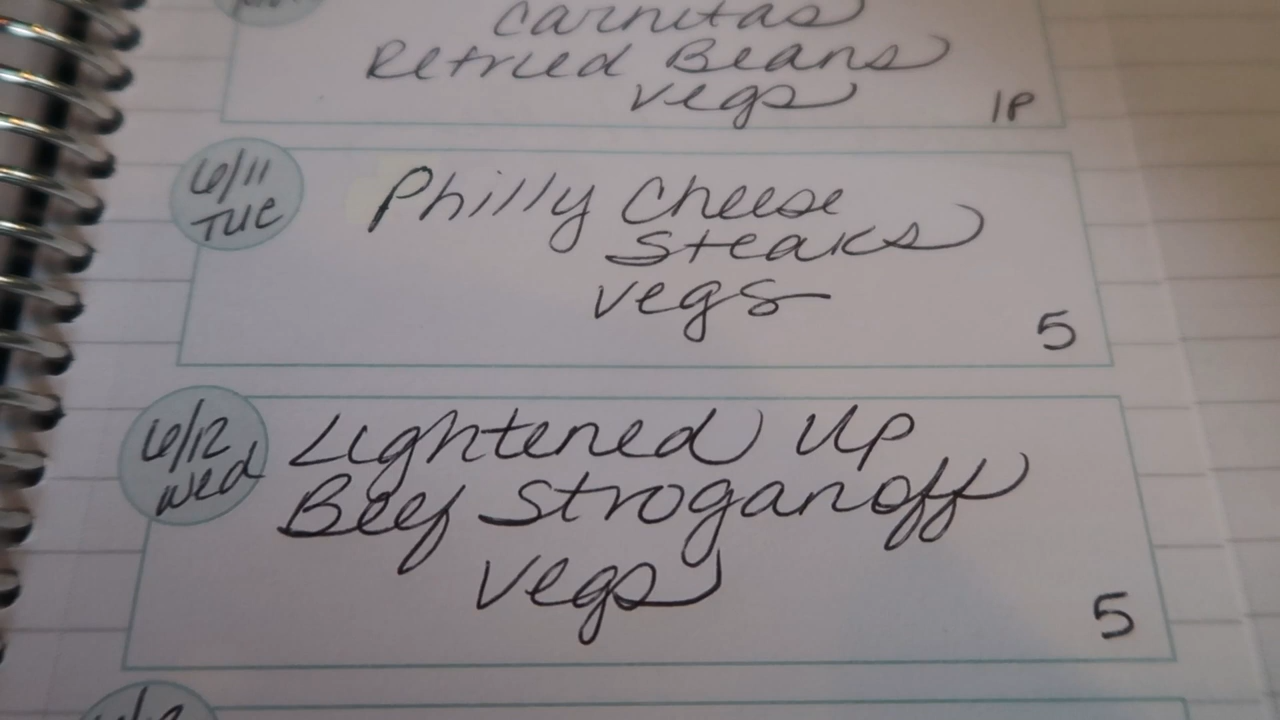 Carnitas
Refried Beans
vegs
1P
6/11
TUE
Philly Cheese
Steaks
vegs
5
6/12
Wed
Lightened Up
Beef Stroganoff
vegs
5